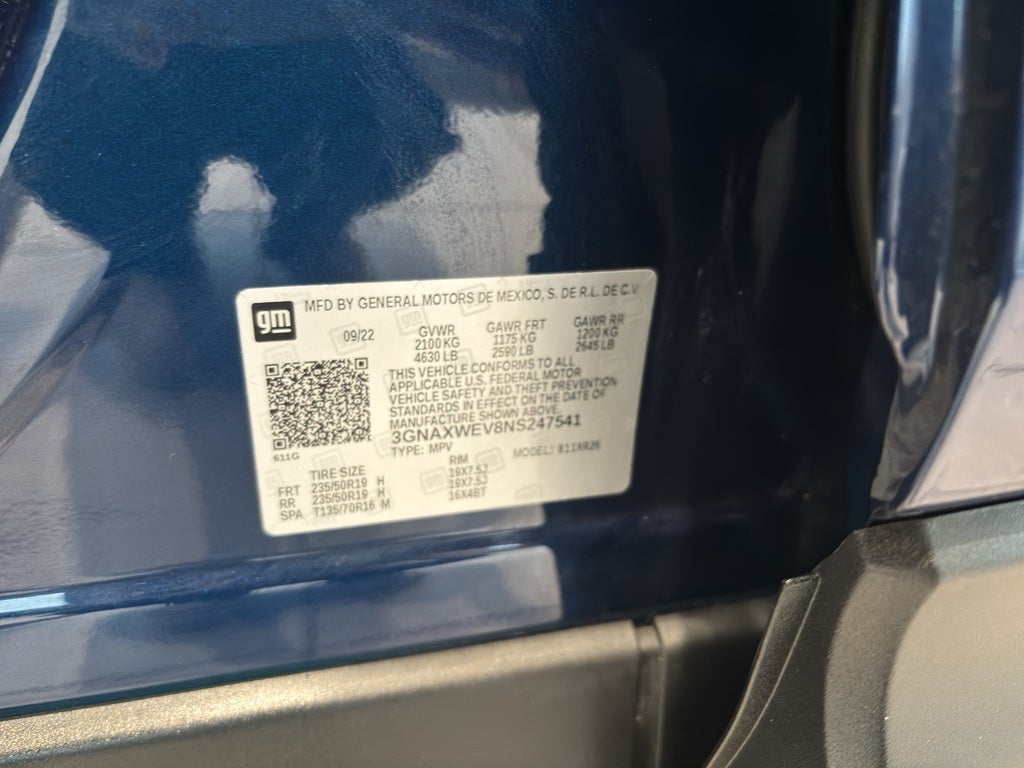 gm
MFD BY GENERAL MOTORS DE MEXICO, S. DE R.L. DE C.V.
09/22
GVWR
2100 KG
4630 LB
GAWR FRT
1175 KG
2590 LB
GAWR RR
1200 KG
2645 LB
THIS VEHICLE CONFORMS TO ALL
APPLICABLE U.S. FEDERAL MOTOR
VEHICLE SAFETY AND THEFT PREVENTION
STANDARDS IN EFFECT ON THE DATE OF
MANUFACTURE SHOWN ABOVE.
3GNAXWEV8NS247541
TYPE: MPV
MODEL: 811XR26
611G
TIRE SIZE RIM
FRT 235/50R19 H 19X7.5J
RR 235/50R19 H 19X7.5J
SPA T135/70R16 M 16X4BT